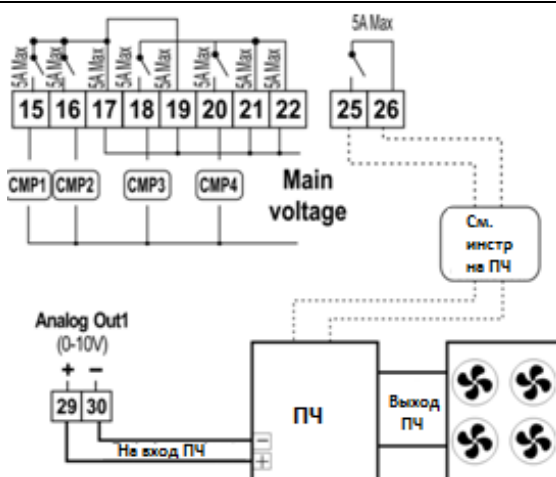 5A Max 5A Max 5A Max 5A Max 5A Max 5A Max 5A Max 5A Max
5A Max
15 16 17 18 19 20 21 22
25 26
CMP1 CMP2 CMP3 CMP4
Main
voltage
См.
инстр
на ПЧ
Analog Out1
(0-10V)
+ −
29 30
На вход ПЧ
−
+
ПЧ
Выход
ПЧ